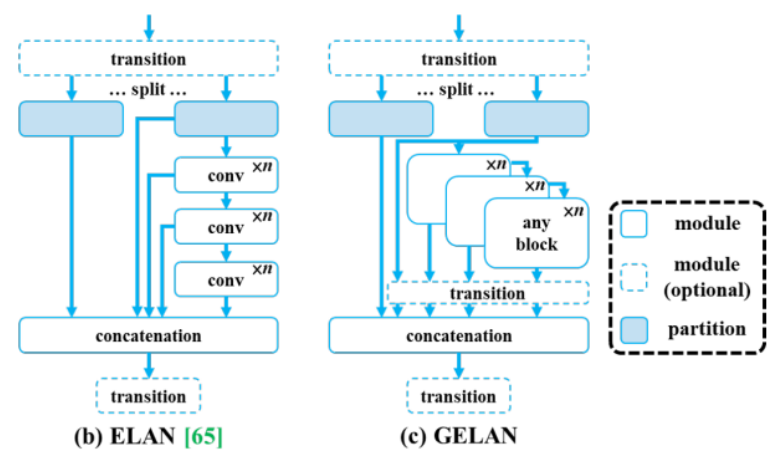 transition
... split ...
conv ×n
conv ×n
conv ×n
concatenation
transition
(b) ELAN [65]
transition
... split ...
×n
×n
×n
any
block
transition
concatenation
transition
(c) GELAN
module
module
(optional)
partition